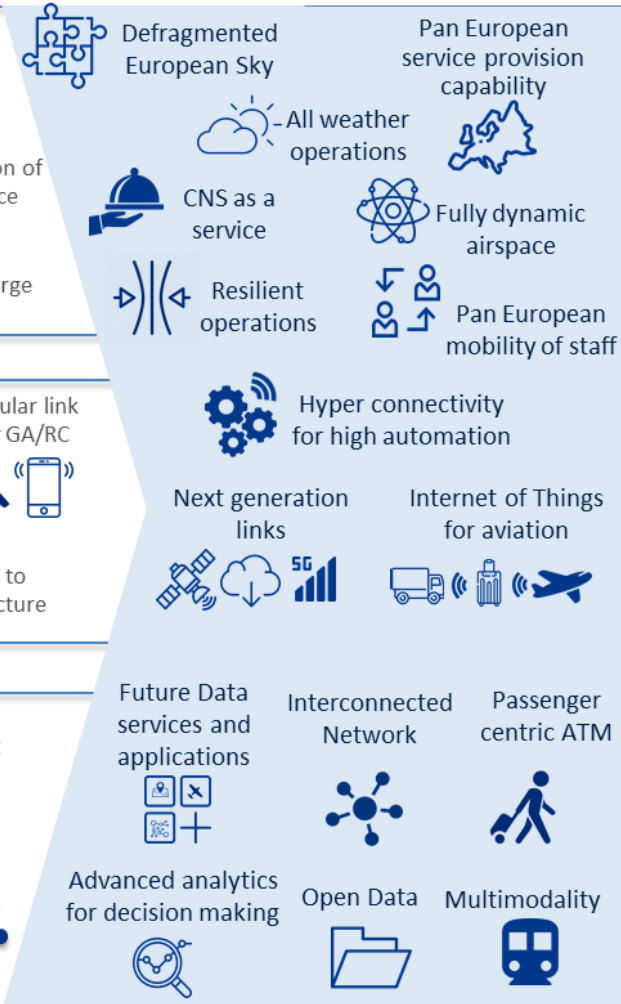 Defragmented
European Sky
Pan European
service provision
capability
All weather
operations
on of
ce
CNS as a
service
Fully dynamic
airspace
rge
Resilient
operations
Pan European
mobility of staff
ular link
GA/RC
Hyper connectivity
for high automation
Next generation
links
5G
Internet of Things
for aviation
to
cture
Future Data
services and
applications
Interconnected
Network
Passenger
centric ATM
Advanced analytics
for decision making
Open Data
Multimodality